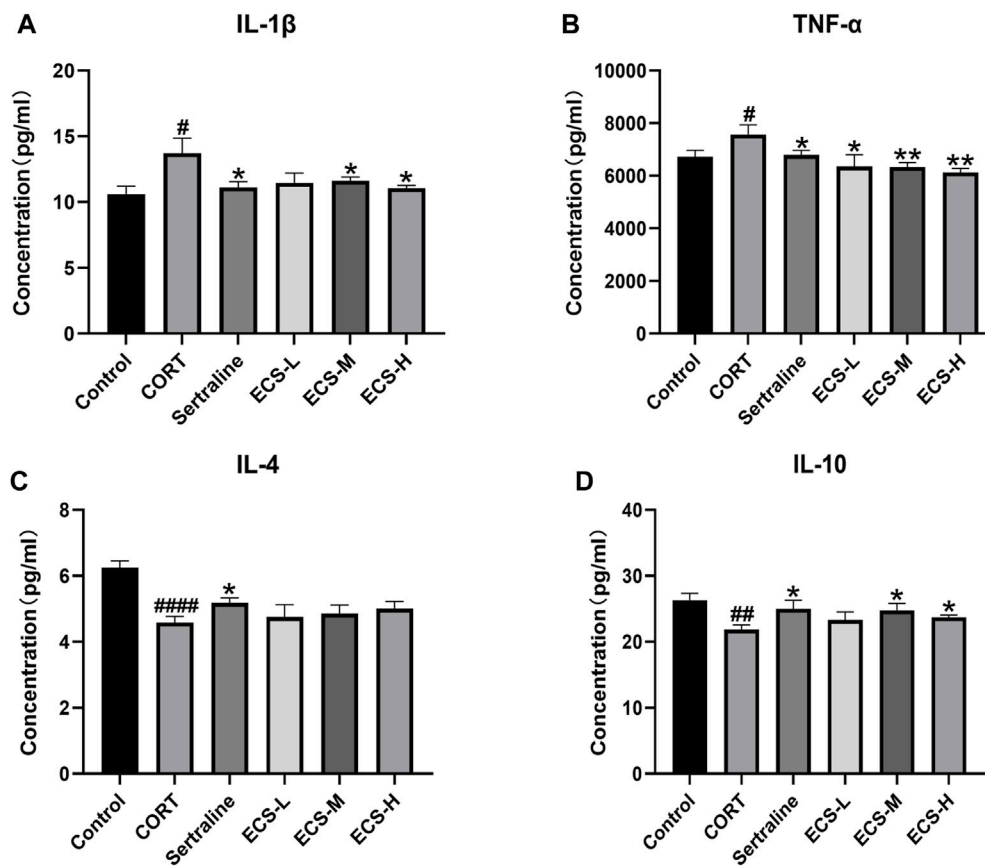 A
IL-1β
Concentration (pg/ml)
20
15
10
5
0
#
*
*
*
Control
CORT
Sertraline
ECS-L
ECS-M
ECS-H
B
TNF-α
Concentration (pg/ml)
10000
8000
6000
4000
2000
0
#
*
*
**
**
Control
CORT
Sertraline
ECS-L
ECS-M
ECS-H
C
IL-4
Concentration (pg/ml)
8
6
4
2
0
####
*
Control
CORT
Sertraline
ECS-L
ECS-M
ECS-H
D
IL-10
Concentration (pg/ml)
40
30
20
10
0
##
*
*
*
Control
CORT
Sertraline
ECS-L
ECS-M
ECS-H